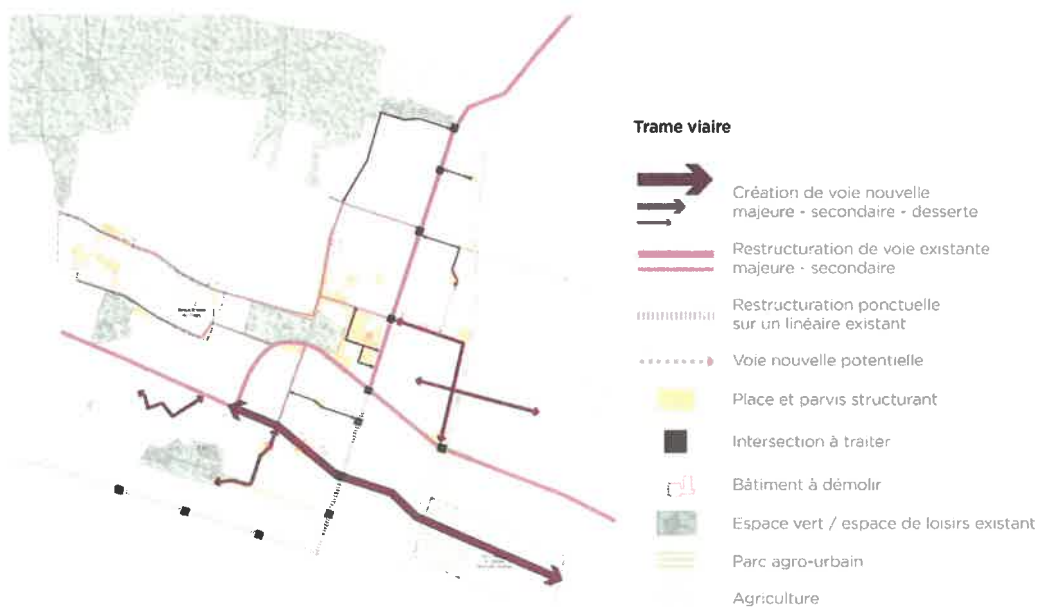 Trame viaire
Création de voie nouvelle
majeure - secondaire - desserte
Restructuration de voie existante
majeure - secondaire
Restructuration ponctuelle
sur un linéaire existant
Voie nouvelle potentielle
Place et parvis structurant
Intersection à traiter
Bâtiment à démolir
Espace vert / espace de loisirs existant
Parc agro-urbain
Agriculture